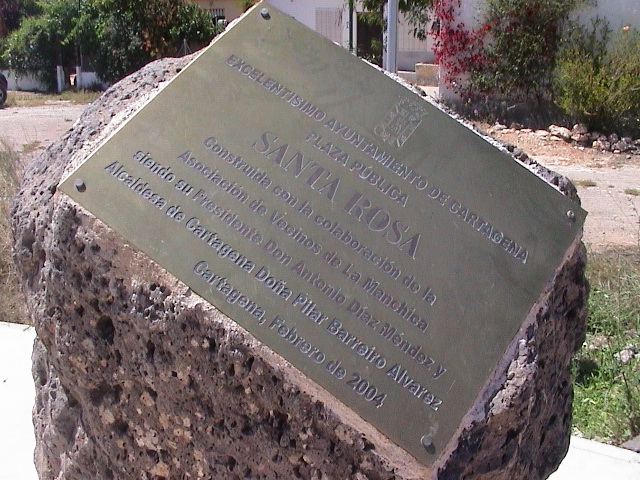 EXCELENTISIMO AYUNTAMIENTO DE CARTAGENA
PLAZA PÚBLICA
SANTA ROSA
Construida con la colaboración de la
Asociación de Vecinos de La Manchica
siendo su Presidente Don Antonio Díaz Méndez y
Alcaldesa de Cartagena Doña Pilar Barreiro Alvarez
Cartagena, Febrero de 2004